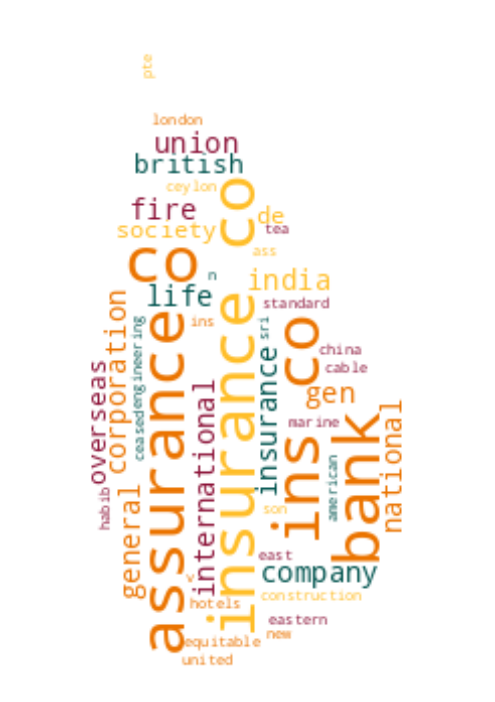 pte
london
union
british
ceylon
co
fire
de
society
tea
ass
co
n
india
life
standard
insurance
corporation
assurance
ins
engineering
ceased
sri
ins co
china
insurance
overseas
cable
international
gen
national
bank
marine
american
general
habib
son
east
v
company
construction
hotels
eastern
new
equitable
united